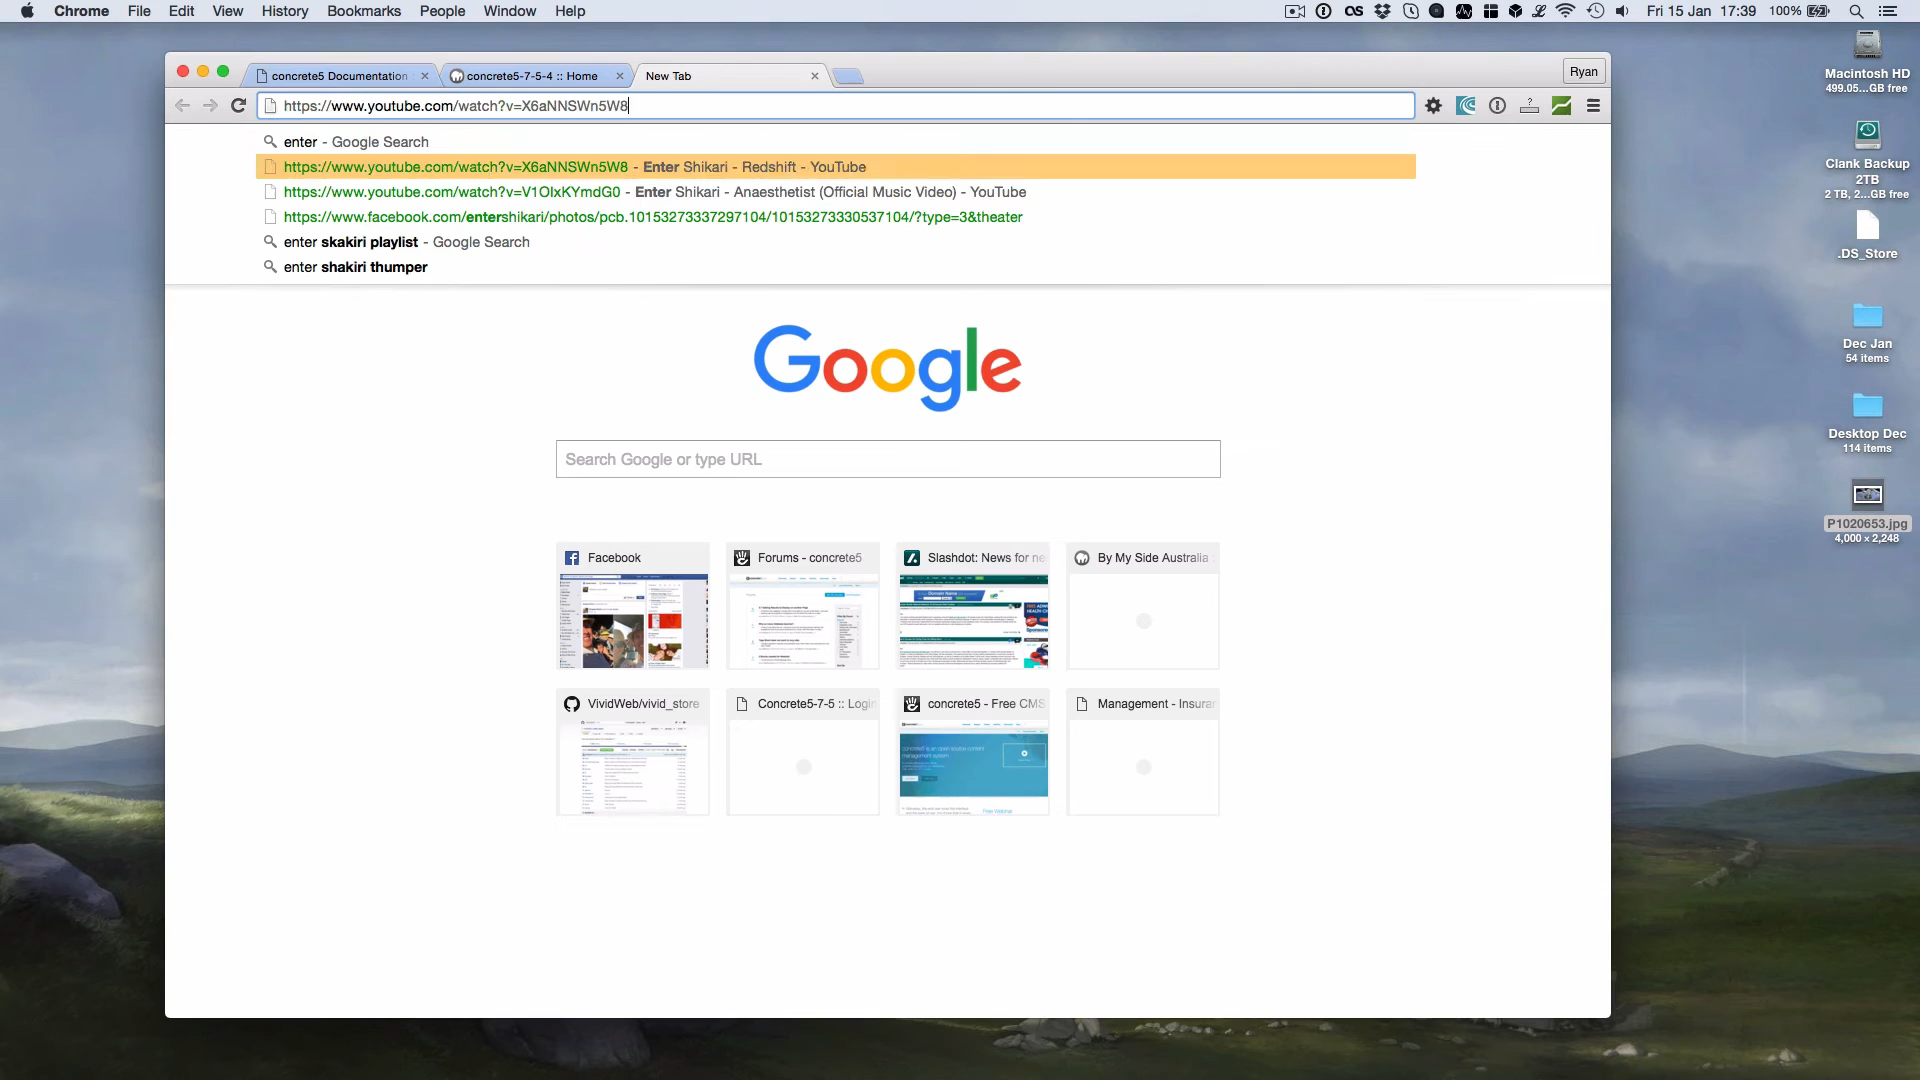 Chrome File Edit View History Bookmarks People Window Help Fri 15 Jan 17:39 100%
concrete5 Documentation concrete5-7-5-4 :: Home New Tab Ryan
https://www.youtube.com/watch?v=X6aNNSWn5W8
enter - Google Search
https://www.youtube.com/watch?v=X6aNNSWn5W8 - Enter Shikari - Redshift - YouTube
https://www.youtube.com/watch?v=V1OlxKYmdG0 - Enter Shikari - Anaesthetist (Official Music Video) - YouTube
https://www.facebook.com/entershikari/photos/pcb.10153273337297104/10153273330537104/?type=3&theater
enter skakiri playlist - Google Search
enter shakiri thumper
Google
Search Google or type URL
Facebook Forums - concrete5 Slashdot: News for ne By My Side Australia
VividWeb/vivid_store Concrete5-7-5 :: Login concrete5 - Free CMS Management - Insuran
Macintosh HD
499.05...GB free
Clank Backup
2TB
2 TB, 2...GB free
.DS_Store
Dec Jan
54 items
Desktop Dec
114 items
P1020653.jpg
4,000 × 2,248